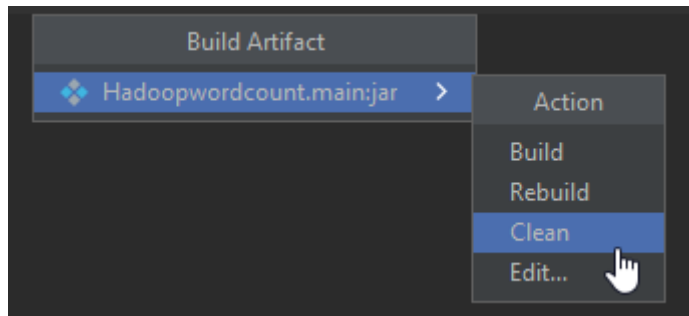 Build Artifact
Hadoopwordcount.main:jar
Action
Build
Rebuild
Clean
Edit...